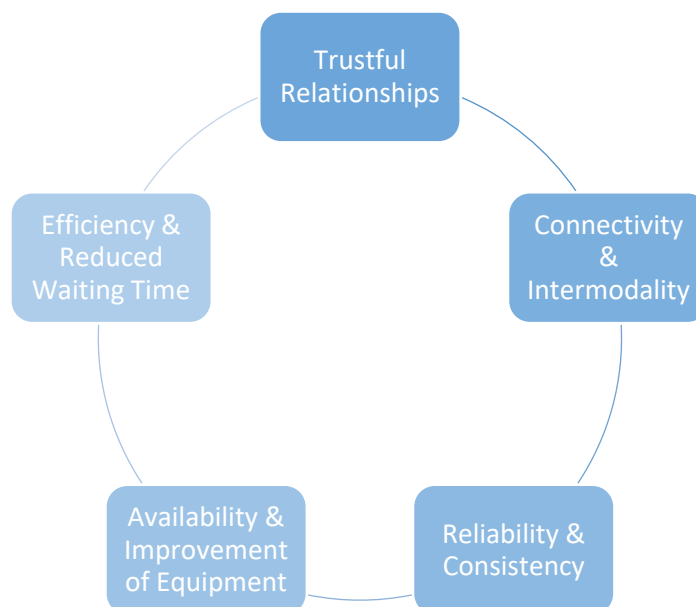 Trustful
Relationships
Connectivity
&
Intermodality
Reliability &
Consistency
Availability &
Improvement
of Equipment
Efficiency &
Reduced
Waiting Time